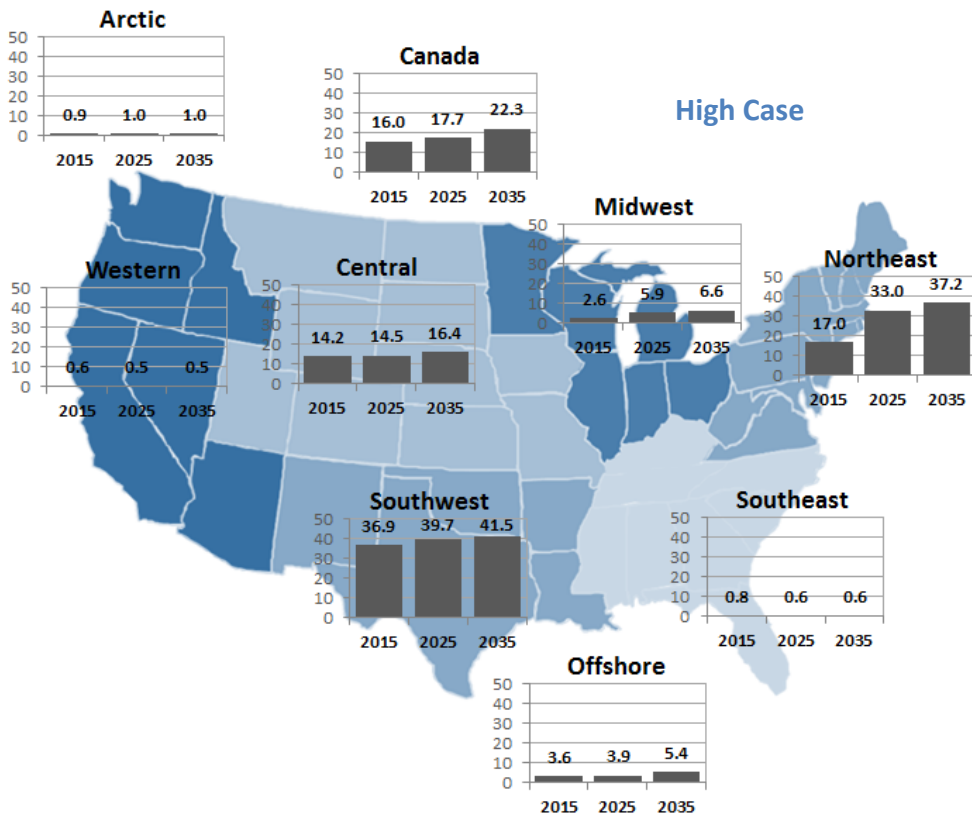 Arctic
50
40
30
20
10
0
0.9 1.0 1.0
2015 2025 2035
Canada
50
40
30
20
10
0
16.0 17.7 22.3
2015 2025 2035
High Case
Midwest
50
40
30
20
10
0
2.6 5.9 6.6
2015 2025 2035
Northeast
50
40
30
20
10
0
17.0 33.0 37.2
2015 2025 2035
Western
50
40
30
20
10
0
0.6 0.5 0.5
2015 2025 2035
Central
50
40
30
20
10
0
14.2 14.5 16.4
2015 2025 2035
Southwest
50
40
30
20
10
0
36.9 39.7 41.5
2015 2025 2035
Southeast
50
40
30
20
10
0
0.8 0.6 0.6
2015 2025 2035
Offshore
50
40
30
20
10
0
3.6 3.9 5.4
2015 2025 2035